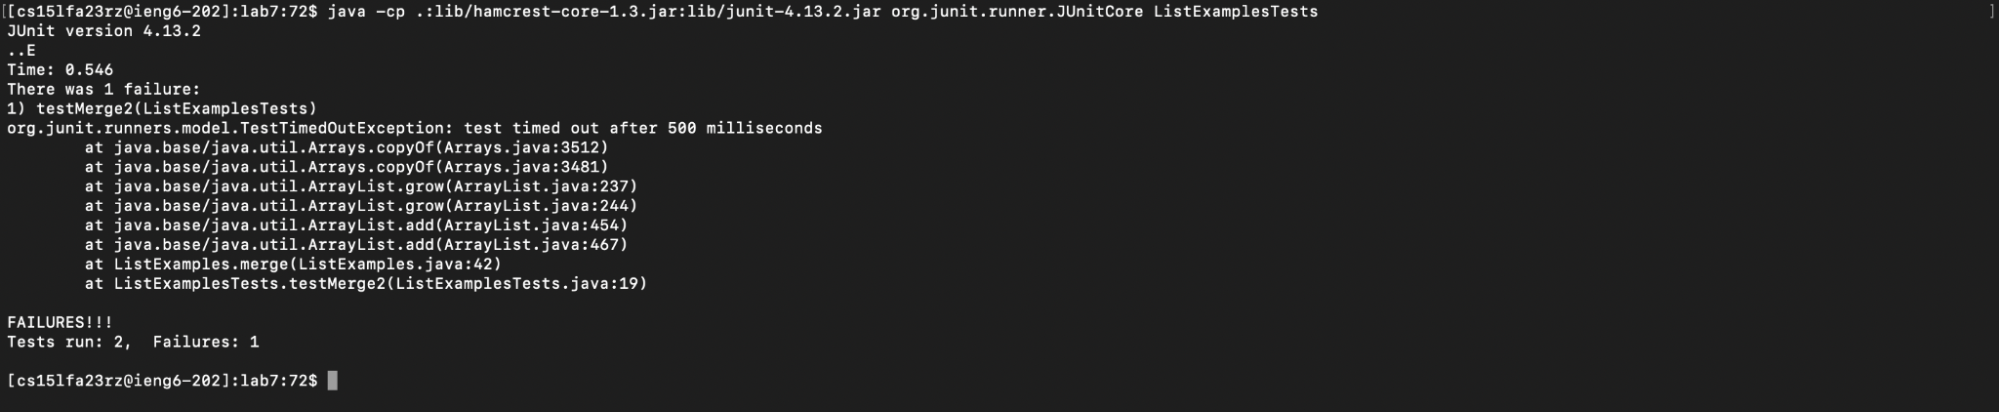 [[cs15lfa23rz@ieng6-202]:lab7:72$ java -cp .:lib/hamcrest-core-1.3.jar:lib/junit-4.13.2.jar org.junit.runner.JUnitCore ListExamplesTests ]
JUnit version 4.13.2
..E
Time: 0.546
There was 1 failure:
1) testMerge2(ListExamplesTests)
org.junit.runners.model.TestTimedOutException: test timed out after 500 milliseconds
        at java.base/java.util.Arrays.copyOf(Arrays.java:3512)
        at java.base/java.util.Arrays.copyOf(Arrays.java:3481)
        at java.base/java.util.ArrayList.grow(ArrayList.java:237)
        at java.base/java.util.ArrayList.grow(ArrayList.java:244)
        at java.base/java.util.ArrayList.add(ArrayList.java:454)
        at java.base/java.util.ArrayList.add(ArrayList.java:467)
        at ListExamples.merge(ListExamples.java:42)
        at ListExamplesTests.testMerge2(ListExamplesTests.java:19)
FAILURES!!!
Tests run: 2,  Failures: 1
[cs15lfa23rz@ieng6-202]:lab7:72$